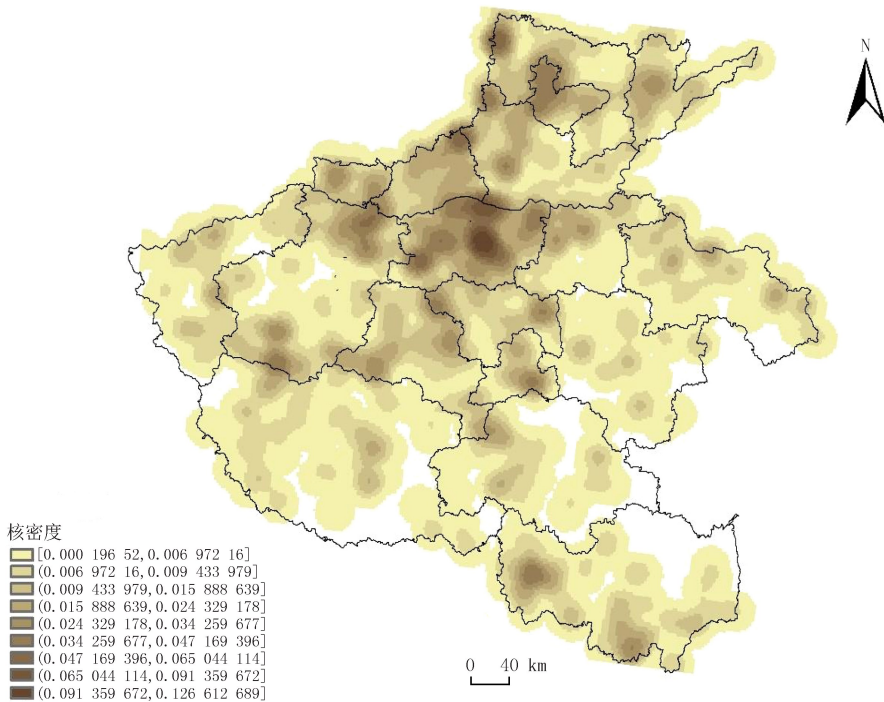 N
核密度
[0.000 196 52,0.006 972 16]
(0.006 972 16,0.009 433 979]
(0.009 433 979,0.015 888 639]
(0.015 888 639,0.024 329 178]
(0.024 329 178,0.034 259 677]
(0.034 259 677,0.047 169 396]
(0.047 169 396,0.065 044 114]
(0.065 044 114,0.091 359 672]
(0.091 359 672,0.126 612 689]
0 40 km